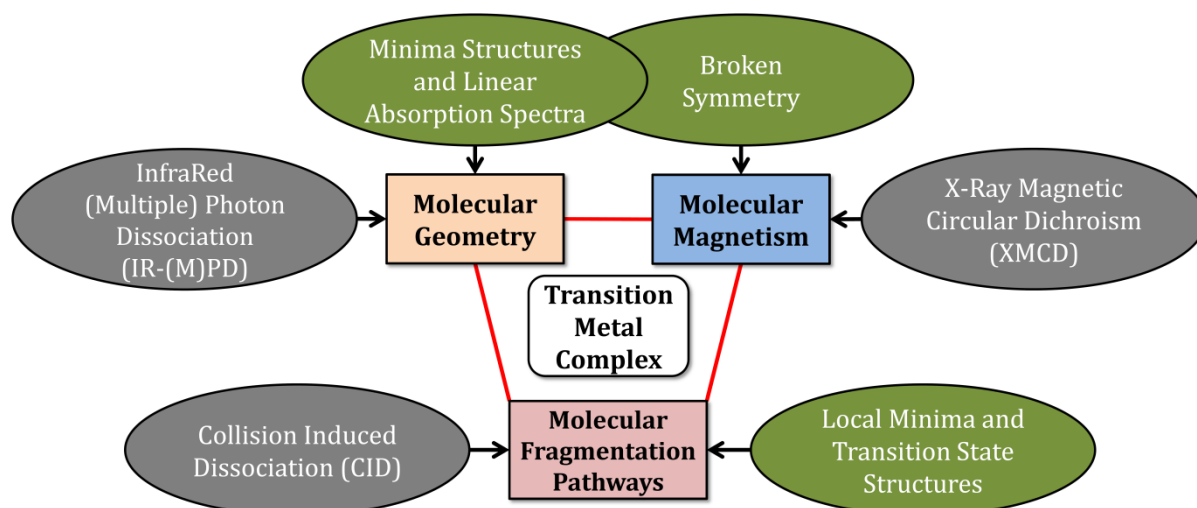 Minima Structures
and Linear
Absorption Spectra
Broken
Symmetry
InfraRed
(Multiple) Photon
Dissociation
(IR-(M)PD)
Molecular
Geometry
Molecular
Magnetism
X-Ray Magnetic
Circular Dichroism
(XMCD)
Transition
Metal
Complex
Collision Induced
Dissociation (CID)
Molecular
Fragmentation
Pathways
Local Minima and
Transition State
Structures